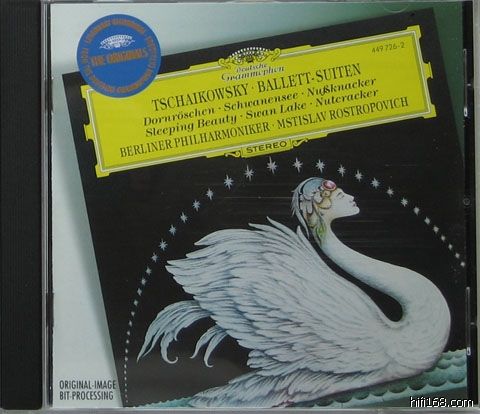 THE ORIGINALS
449 726-2
Deutsche
Grammophon
TSCHAIKOWSKY · BALLETT-SUITEN
Dornröschen · Schwanensee · Nußknacker
Sleeping Beauty · Swan Lake · Nutcracker
BERLINER PHILHARMONIKER · MSTISLAV ROSTROPOVICH
STEREO
ORIGINAL-IMAGE
BIT-PROCESSING
hifi168.com